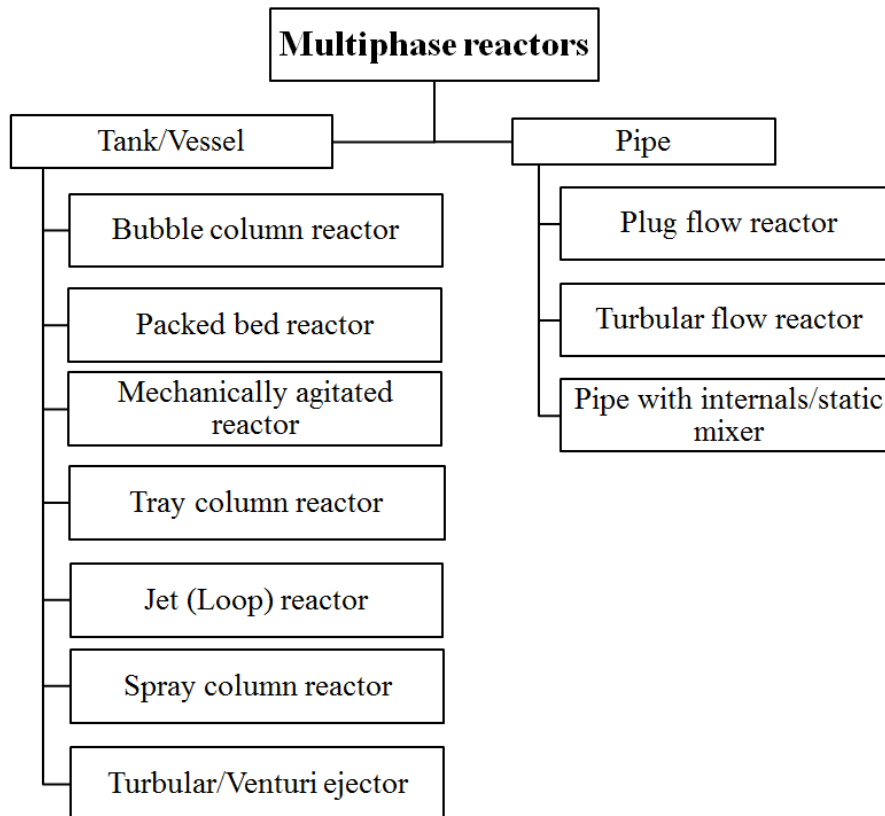 Multiphase reactors
Tank/Vessel
Bubble column reactor
Packed bed reactor
Mechanically agitated
reactor
Tray column reactor
Jet (Loop) reactor
Spray column reactor
Turbular/Venturi ejector
Pipe
Plug flow reactor
Turbular flow reactor
Pipe with internals/static
mixer